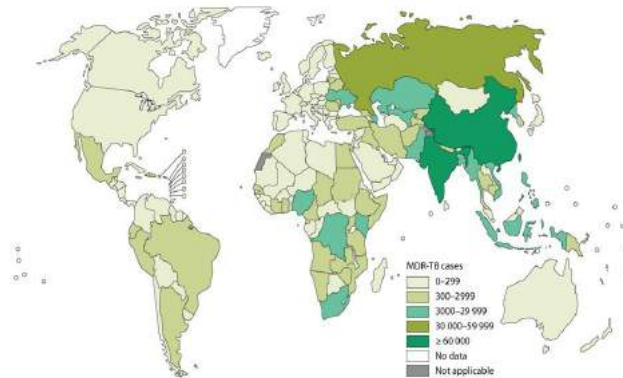 MDR-TB cases
0–299
300–2999
3000–29 999
30 000–59 999
≥ 60 000
No data
Not applicable